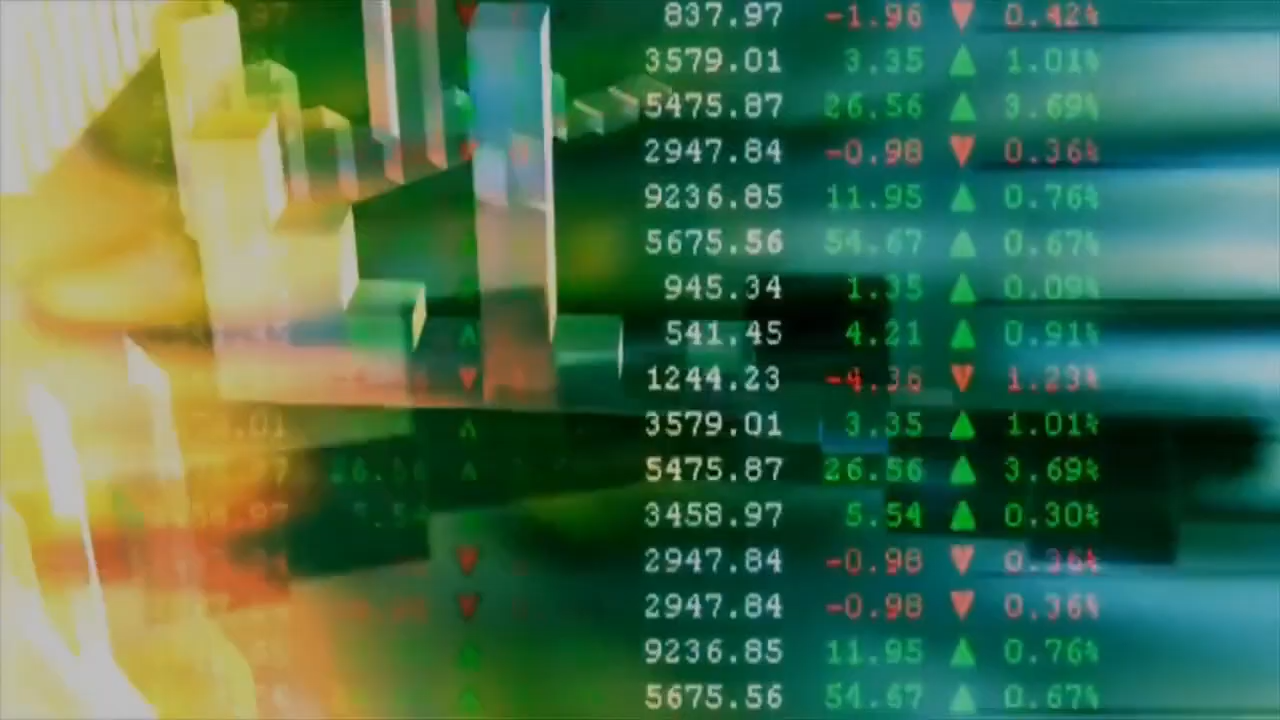 837.97 -1.96 ▼ 0.42%
3579.01 3.35 ▲ 1.01%
5475.87 26.56 ▲ 3.69%
2947.84 -0.98 ▼ 0.36%
9236.85 11.95 ▲ 0.76%
5675.56 54.67 ▲ 0.67%
945.34 1.35 ▲ 0.09%
541.45 4.21 ▲ 0.91%
1244.23 -4.36 ▼ 1.23%
3579.01 3.35 ▲ 1.01%
5475.87 26.56 ▲ 3.69%
3458.97 5.54 ▲ 0.30%
2947.84 -0.98 ▼ 0.36%
2947.84 -0.98 ▼ 0.36%
9236.85 11.95 ▲ 0.76%
5675.56 54.67 ▲ 0.67%